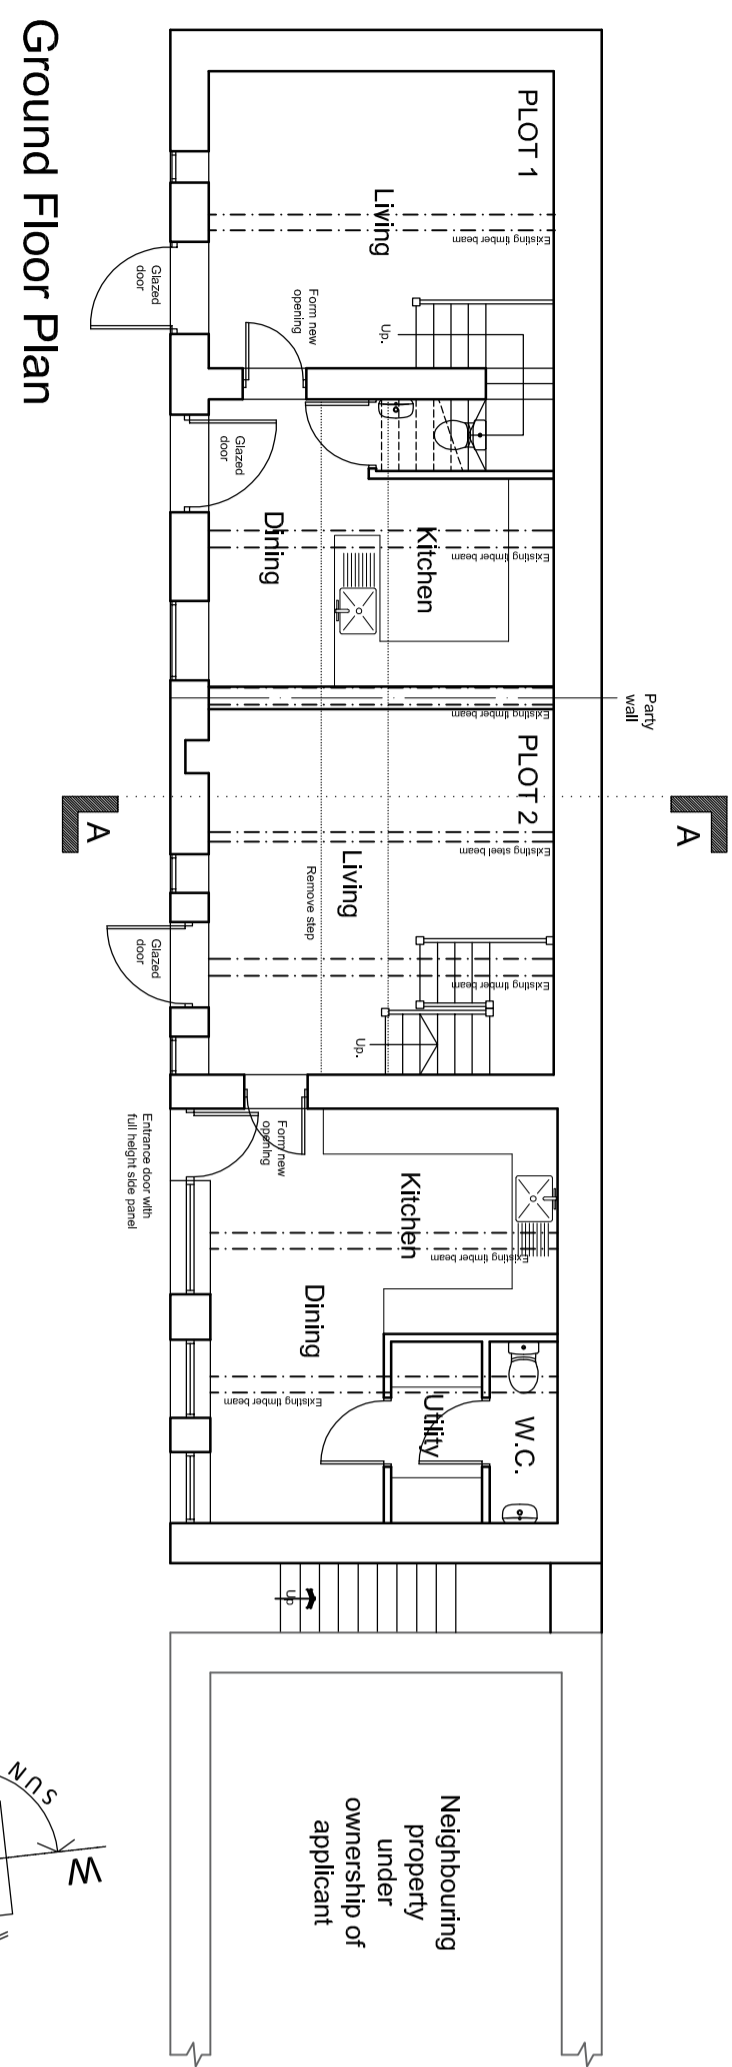 PLOT 1
Living
Existing timber beam
Up.
Form new
opening
Glazed
door
Glazed
door
Dining
Kitchen
Existing timber beam
Party
wall
Existing timber beam
PLOT 2
A
A
Existing steel beam
Living
Remove step
Existing timber beam
Up.
Glazed
door
Entrance door with
full height side panel
Form new
opening
Kitchen
Existing timber beam
Dining
Existing timber beam
Utility
W.C.
Up
Neighbouring
property
under
ownership of
applicant
SUN
W
Ground Floor Plan